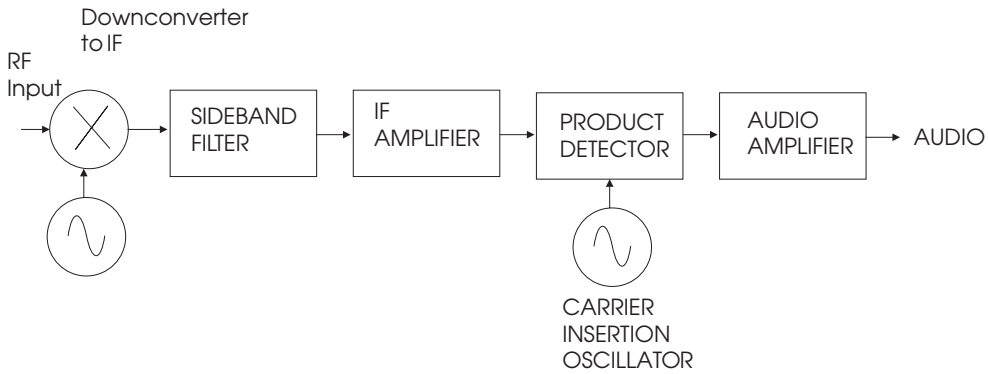 Downconverter
to IF
RF
Input
SIDEBAND
FILTER
IF
AMPLIFIER
PRODUCT
DETECTOR
AUDIO
AMPLIFIER
AUDIO
CARRIER
INSERTION
OSCILLATOR